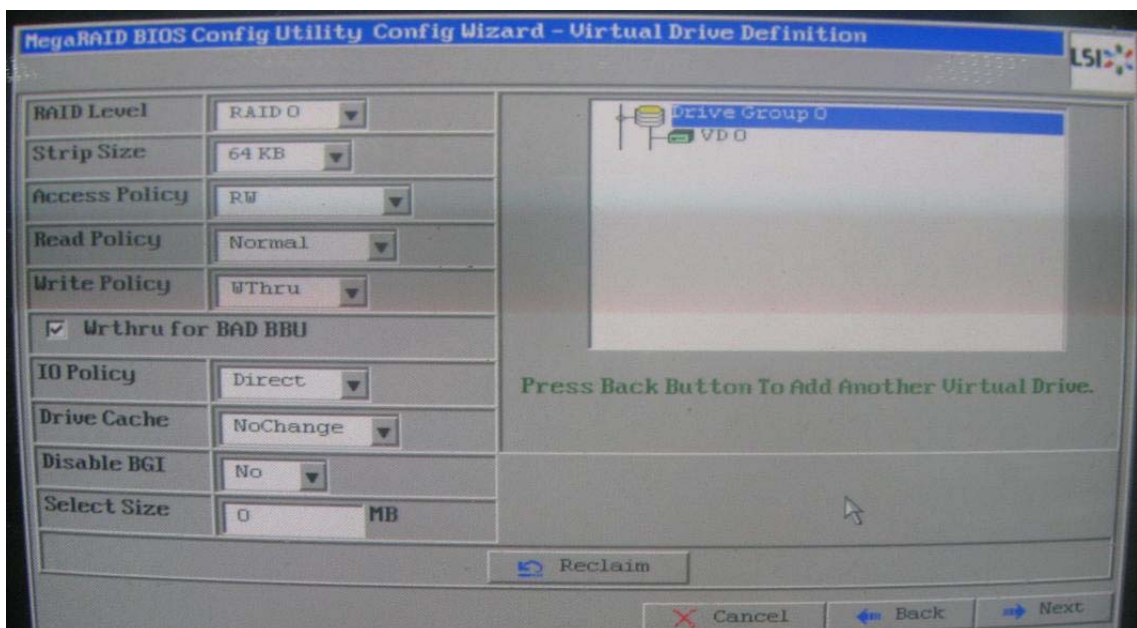 MegaRAID BIOS Config Utility Config Wizard - Virtual Drive Definition
LSI
RAID Level RAID 0
Strip Size 64 KB
Access Policy RW
Read Policy Normal
Write Policy WThru
Wrthru for BAD BBU
IO Policy Direct
Drive Cache NoChange
Disable BGI No
Select Size 0 MB
Drive Group 0
VD 0
Press Back Button To Add Another Virtual Drive.
Reclaim
Cancel Back Next